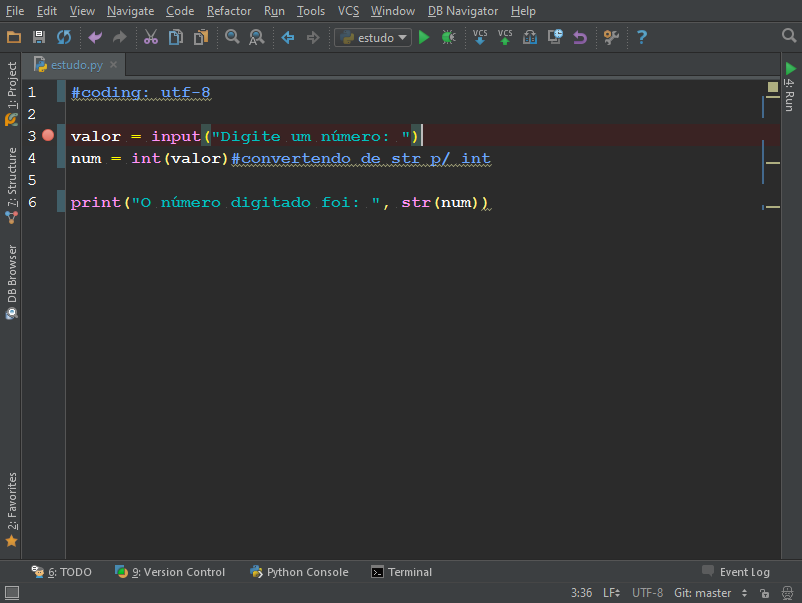 File Edit View Navigate Code Refactor Run Tools VCS Window DB Navigator Help
estudo VCS VCS ?
estudo.py
1: Project
7: Structure
DB Browser
2: Favorites
4: Run
1 #coding: utf-8
2
3 valor = input("Digite um número: ")
4 num = int(valor)#convertendo de str p/ int
5
6 print("O número digitado foi: ", str(num))
6: TODO 9: Version Control Python Console Terminal Event Log
3:36 LF UTF-8 Git: master